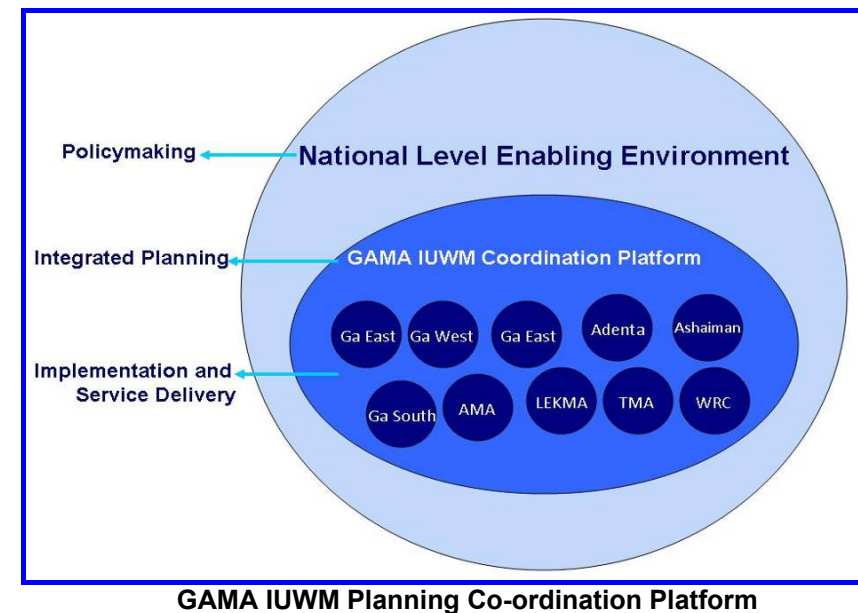 Policymaking
National Level Enabling Environment
Integrated Planning
GAMA IUWM Coordination Platform
Ga East
Ga West
Ga East
Adenta
Ashaiman
Implementation and
Service Delivery
Ga South
AMA
LEKMA
TMA
WRC
GAMA IUWM Planning Co-ordination Platform